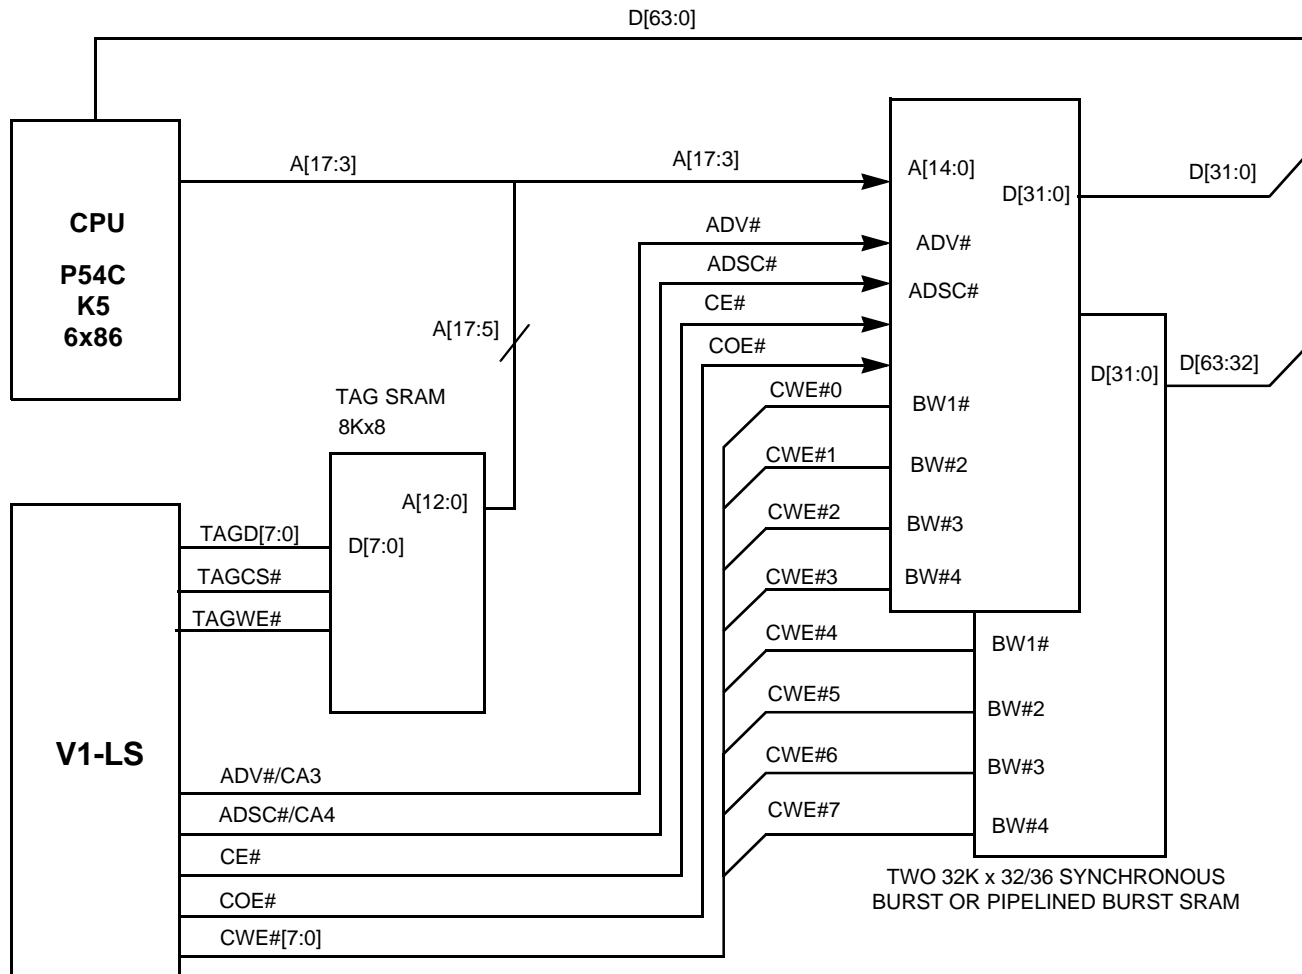 D[63:0]
A[17:3]
A[17:3]
A[14:0]
D[31:0]
D[31:0]
CPU
P54C
K5
6x86
ADV#
ADV#
ADSC#
ADSC#
CE#
A[17:5]
COE#
D[31:0]
D[63:32]
TAG SRAM
8Kx8
CWE#0
BW1#
CWE#1
BW#2
A[12:0]
CWE#2
BW#3
TAGD[7:0]
D[7:0]
TAGCS#
CWE#3
BW#4
TAGWE#
CWE#4
BW1#
CWE#5
BW#2
V1-LS
CWE#6
BW#3
ADV#/CA3
CWE#7
ADSC#/CA4
BW#4
CE#
TWO 32K x 32/36 SYNCHRONOUS
BURST OR PIPELINED BURST SRAM
COE#
CWE#[7:0]